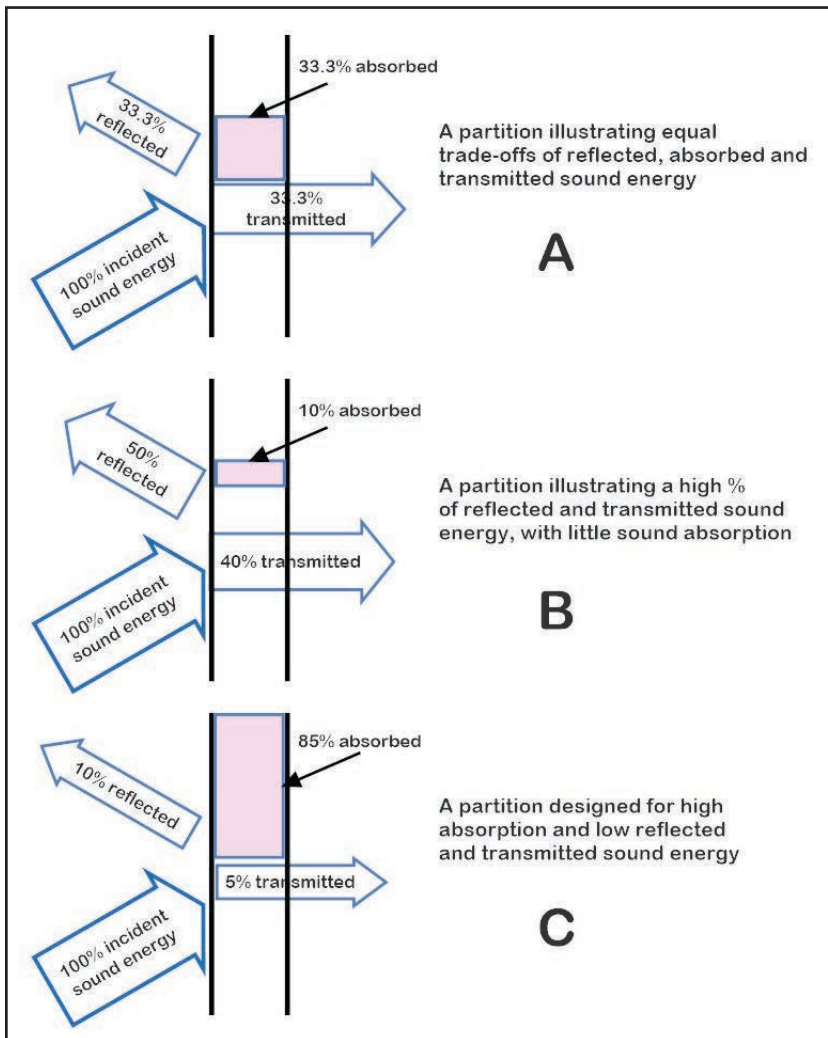 33.3% absorbed
33.3%
reflected
33.3%
transmitted
100% incident
sound energy
A partition illustrating equal
trade-offs of reflected, absorbed and
transmitted sound energy
A
10% absorbed
50%
reflected
40% transmitted
100% incident
sound energy
A partition illustrating a high %
of reflected and transmitted sound
energy, with little sound absorption
B
85% absorbed
10% reflected
5% transmitted
100% incident
sound energy
A partition designed for high
absorption and low reflected
and transmitted sound energy
C